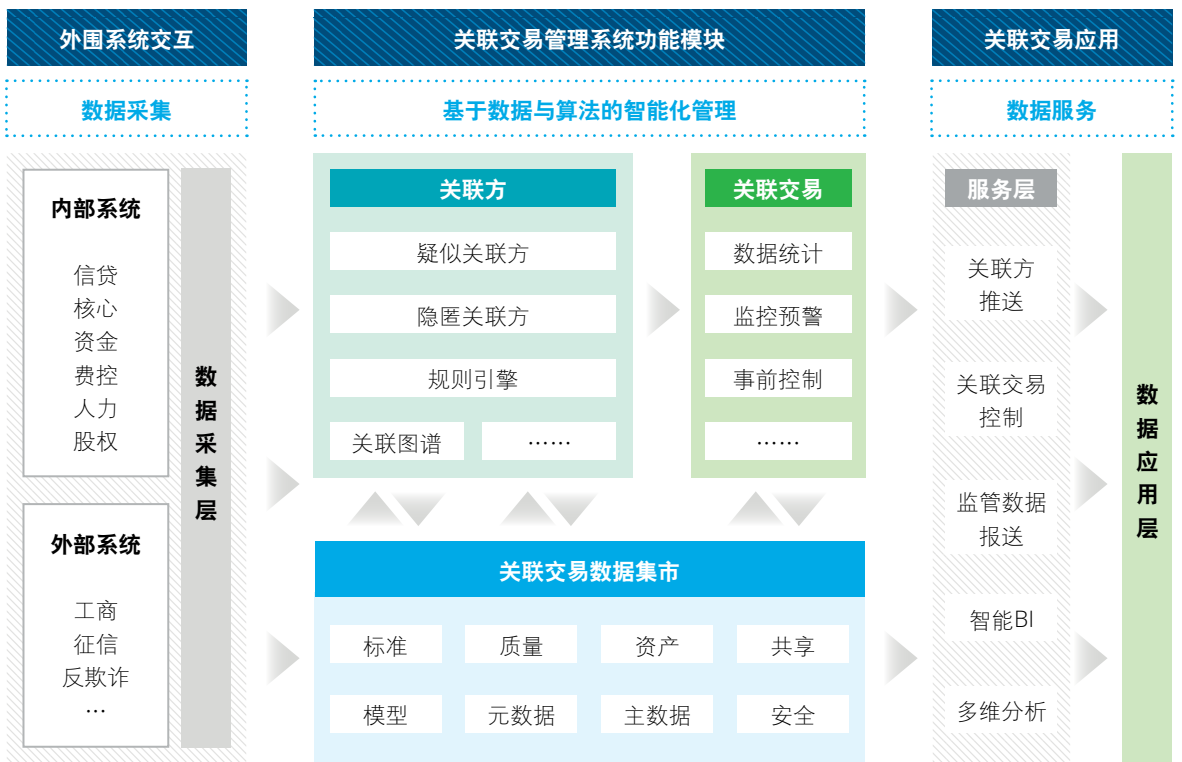 外围系统交互
关联交易管理系统功能模块
关联交易应用
数据采集
基于数据与算法的智能化管理
数据服务
内部系统
信贷
核心
资金
费控
人力
股权
外部系统
工商
征信
反欺诈
…
数据采集层
关联方
疑似关联方
隐匿关联方
规则引擎
关联图谱
……
关联交易
数据统计
监控预警
事前控制
……
关联交易数据集市
标准
质量
资产
共享
模型
元数据
主数据
安全
服务层
关联方
推送
关联交易
控制
监管数据
报送
智能BI
多维分析
数据应用层